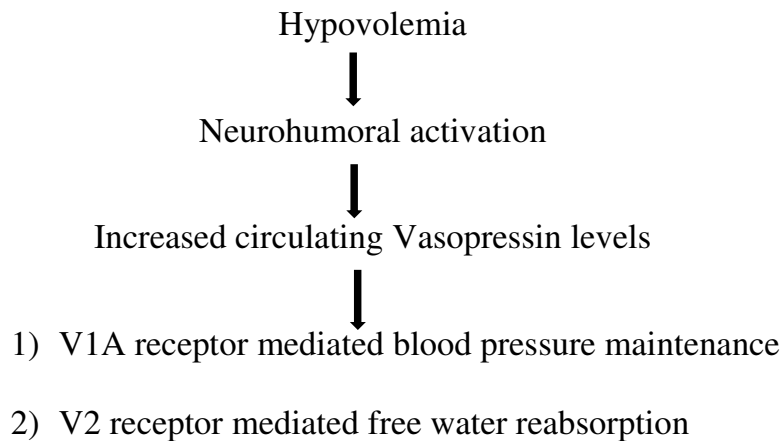 Hypovolemia
Neurohumoral activation
Increased circulating Vasopressin levels
1) V1A receptor mediated blood pressure maintenance
2) V2 receptor mediated free water reabsorption